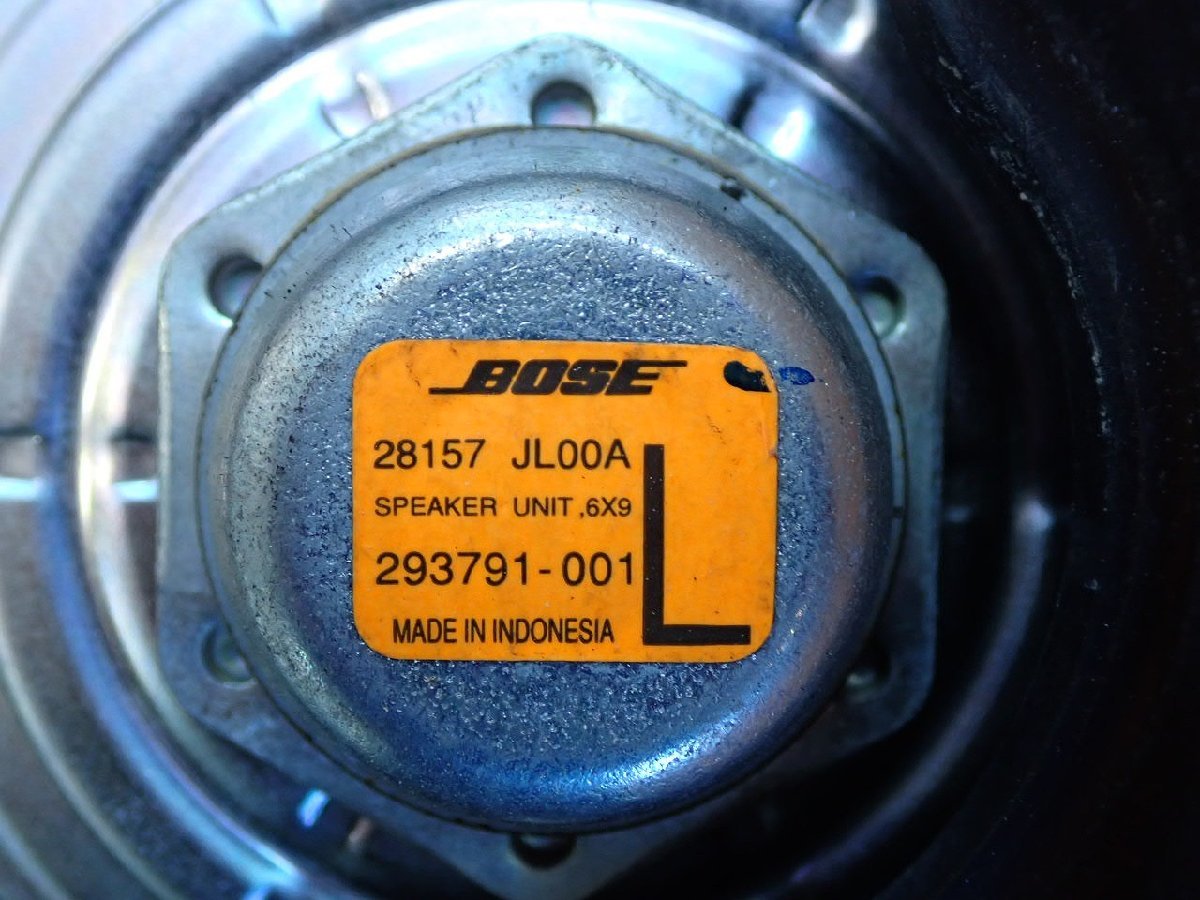 BOSE
28157 JL00A
SPEAKER UNIT,6X9
293791-001
MADE IN INDONESIA
L